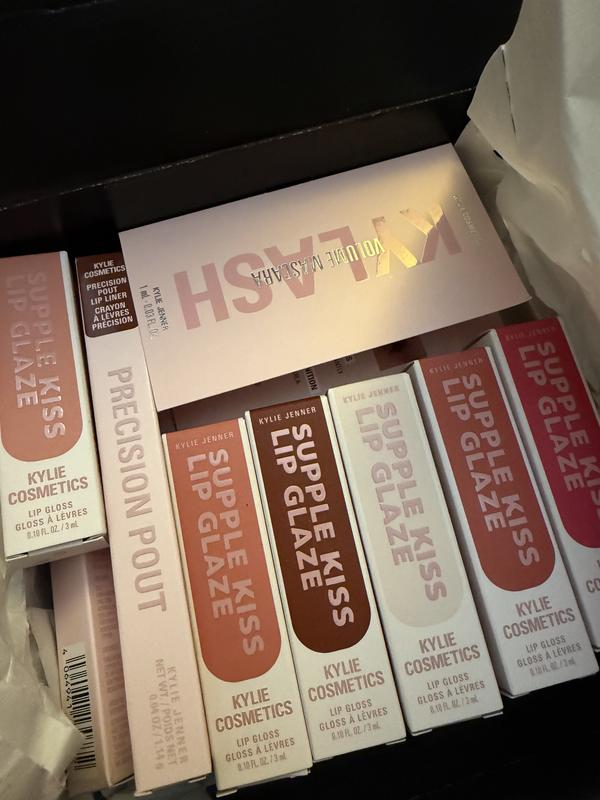 KYLASH
VOLUME MASCARA
KYLIE JENNER
SUPPLE KISS
LIP GLAZE
KYLIE
COSMETICS
LIP GLOSS
GLOSS À LÈVRES
0.10 FL. OZ. / 3 mL
KYLIE
COSMETICS
PRECISION
POUT
LIP LINER
CRAYON
À LÈVRES
PRÉCISION
PRECISION POUT
KYLIE JENNER
NET WT./POIDS NET
KYLIE JENNER
SUPPLE KISS
LIP GLAZE
KYLIE
COSMETICS
LIP GLOSS
GLOSS À LÈVRES
0.10 FL. OZ. / 3 mL
KYLIE JENNER
SUPPLE KISS
LIP GLAZE
KYLIE
COSMETICS
LIP GLOSS
GLOSS À LÈVRES
0.10 FL. OZ. / 3 mL
KYLIE JENNER
SUPPLE KISS
LIP GLAZE
KYLIE
COSMETICS
LIP GLOSS
GLOSS À LÈVRES
0.10 FL. OZ. / 3 mL
KYLIE JENNER
SUPPLE KISS
LIP GLAZE
KYLIE
COSMETICS
LIP GLOSS
GLOSS À LÈVRES
0.10 FL. OZ. / 3 mL
SUPPLE KISS
LIP GLAZE